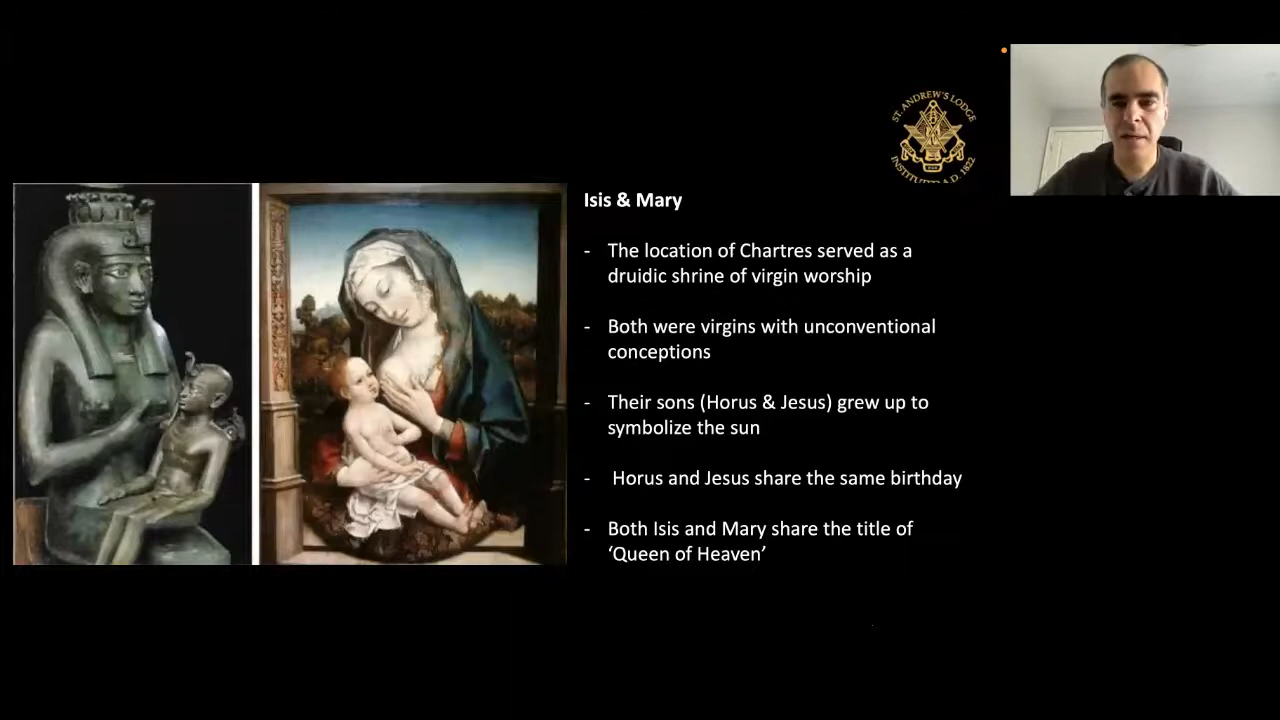 ST. ANDREW'S LODGE
INSTITUTED A.D. 1822
Isis & Mary
- The location of Chartres served as a
druidic shrine of virgin worship
- Both were virgins with unconventional
conceptions
- Their sons (Horus & Jesus) grew up to
symbolize the sun
- Horus and Jesus share the same birthday
- Both Isis and Mary share the title of
‘Queen of Heaven’